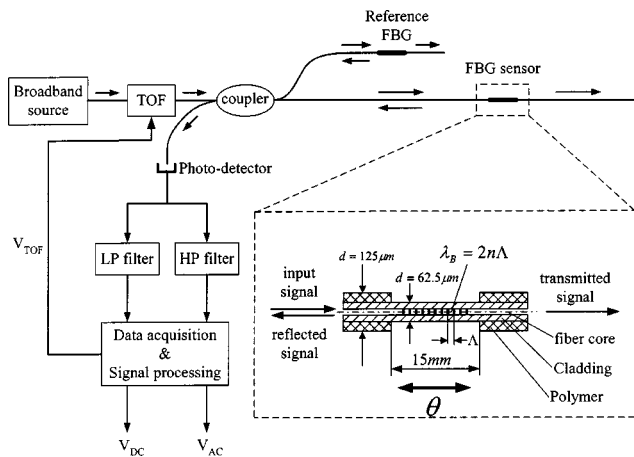 Reference
FBG
Broadband
source
TOF
coupler
FBG sensor
Photo-detector
V_TOF
LP filter
HP filter
Data acquisition
&
Signal processing
V_DC
V_AC
d = 125μm
d = 62.5μm
λ_B = 2nΛ
input
signal
reflected
signal
transmitted
signal
fiber core
Cladding
Polymer
Λ
15mm
θ